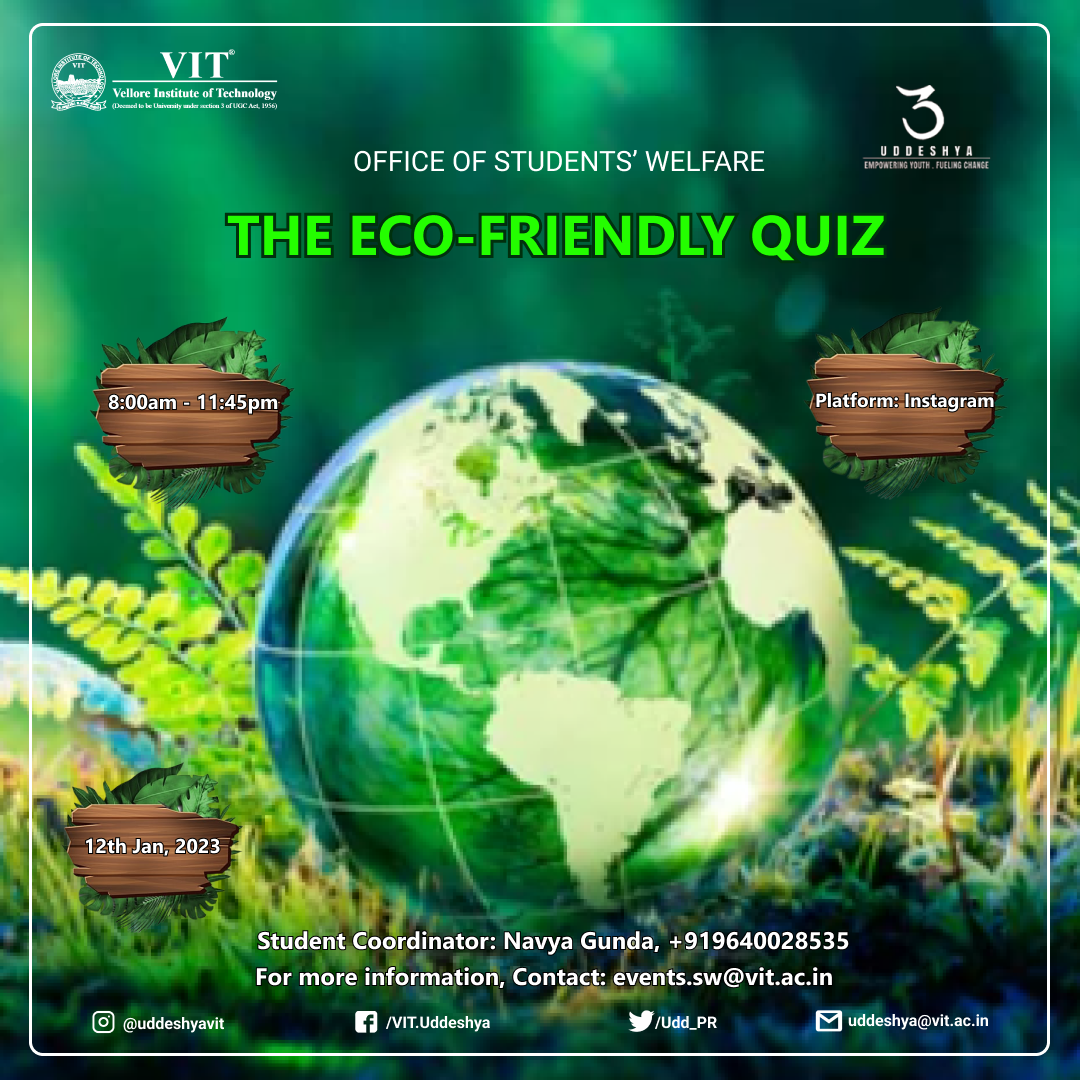 VIT®
Vellore Institute of Technology
(Deemed to be University under section 3 of UGC Act, 1956)
UDDESHYA
EMPOWERING YOUTH . FUELING CHANGE
OFFICE OF STUDENTS’ WELFARE
THE ECO-FRIENDLY QUIZ
8:00am - 11:45pm
Platform: Instagram
12th Jan, 2023
Student Coordinator: Navya Gunda, +919640028535
For more information, Contact: events.sw@vit.ac.in
@uddeshyavit
/VIT.Uddeshya
/Udd_PR
uddeshya@vit.ac.in